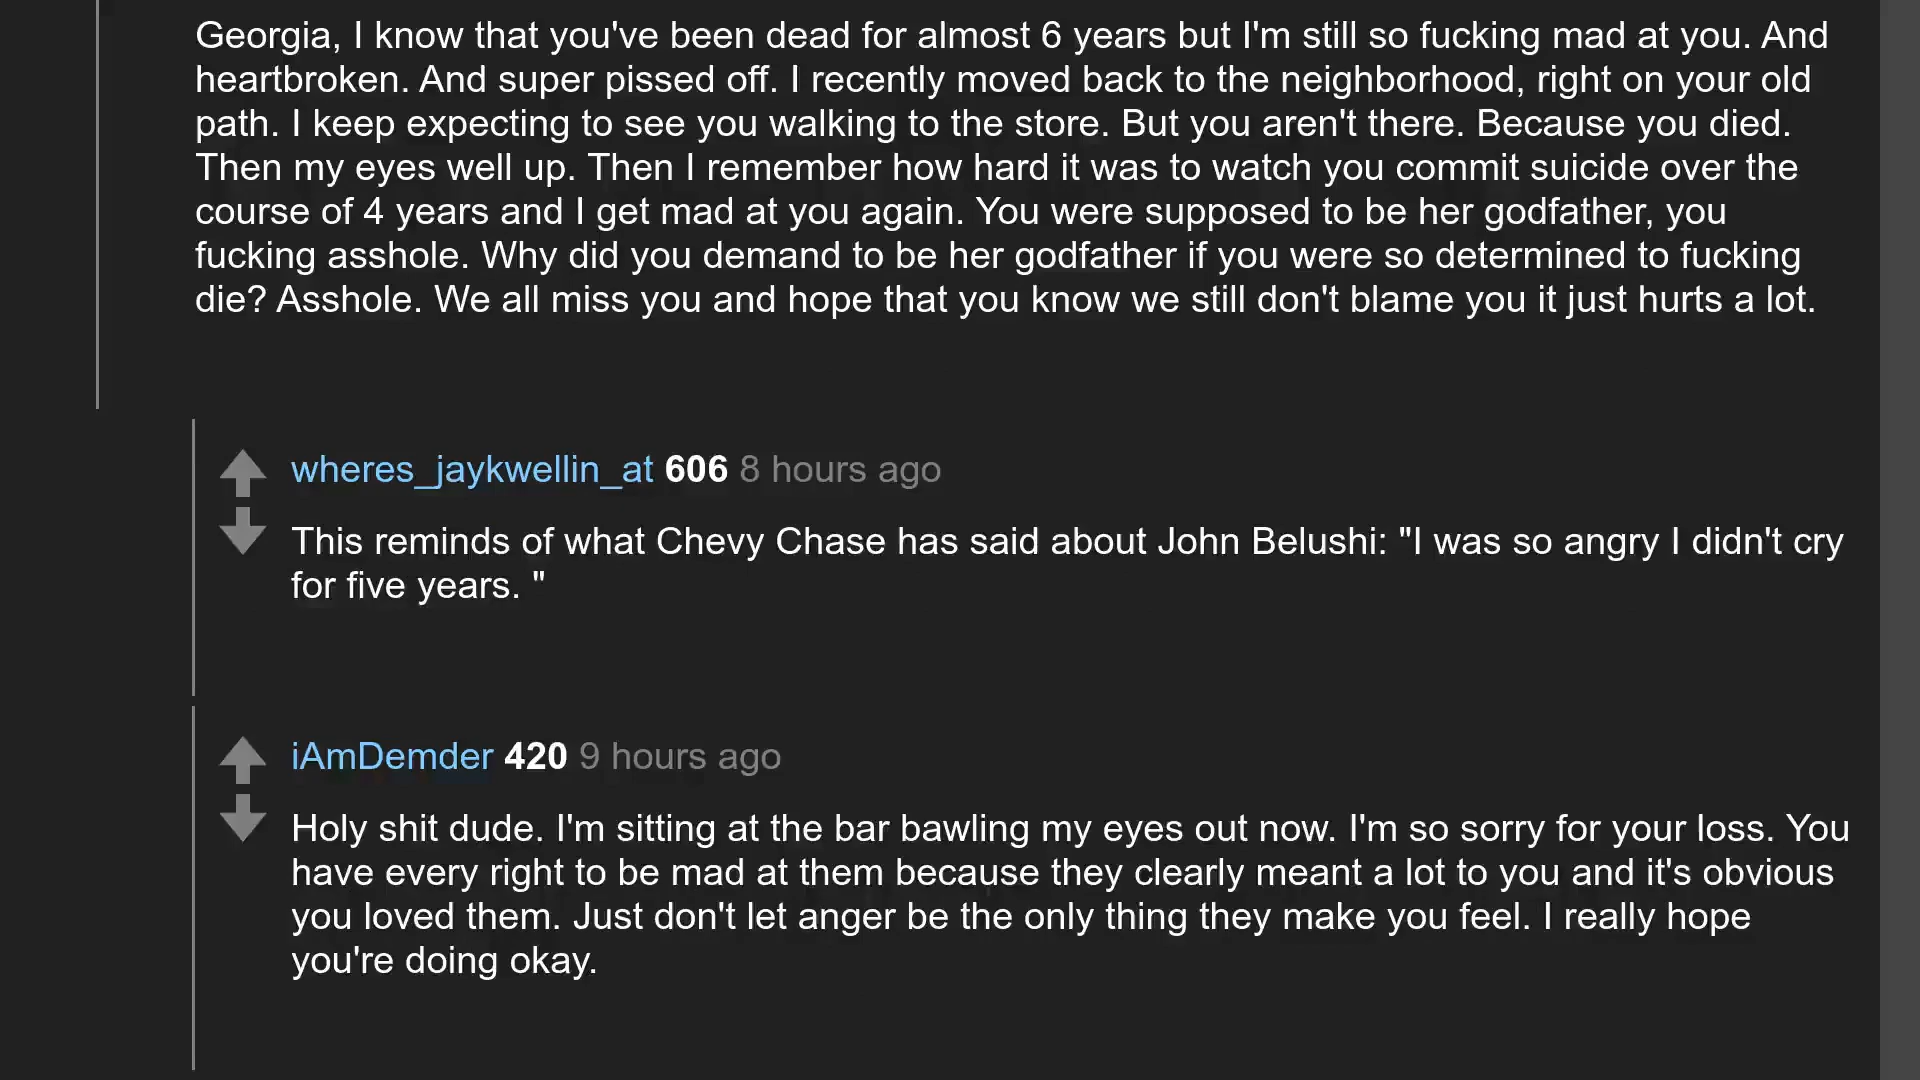 Georgia, I know that you've been dead for almost 6 years but I'm still so fucking mad at you. And
heartbroken. And super pissed off. I recently moved back to the neighborhood, right on your old
path. I keep expecting to see you walking to the store. But you aren't there. Because you died.
Then my eyes well up. Then I remember how hard it was to watch you commit suicide over the
course of 4 years and I get mad at you again. You were supposed to be her godfather, you
fucking asshole. Why did you demand to be her godfather if you were so determined to fucking
die? Asshole. We all miss you and hope that you know we still don't blame you it just hurts a lot.
wheres_jaykwellin_at 606 8 hours ago
This reminds of what Chevy Chase has said about John Belushi: "I was so angry I didn't cry
for five years. "
iAmDemder 420 9 hours ago
Holy shit dude. I'm sitting at the bar bawling my eyes out now. I'm so sorry for your loss. You
have every right to be mad at them because they clearly meant a lot to you and it's obvious
you loved them. Just don't let anger be the only thing they make you feel. I really hope
you're doing okay.